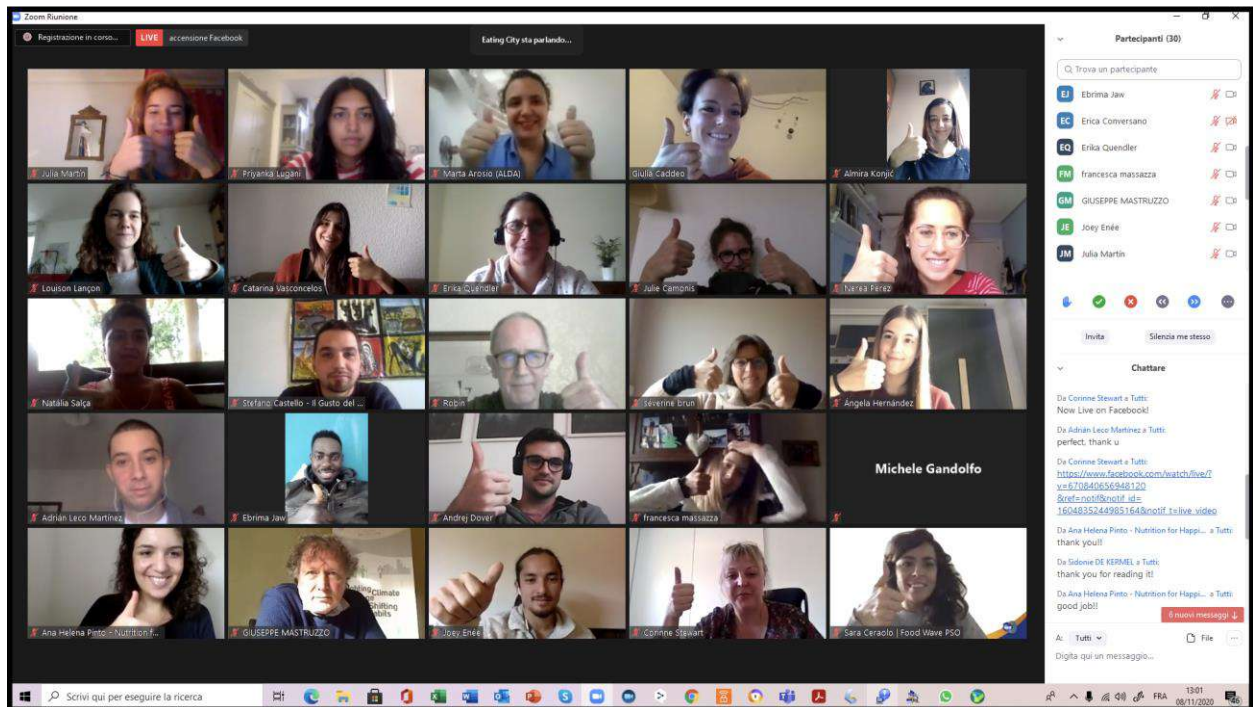 Zoom Riunione
Registrazione in corso...
LIVE
accensione Facebook
Eating City sta parlando...
Julia Martín
Priyanka Lugani
Marta Arosio (ALDA)
Giulia Caddeo
Almira Konjić
Louison Lançon
Catarina Vasconcelos
Erika Quendler
Julie Campnis
Nerea Perez
Natália Salça
Stefano Castello - Il Gusto del ...
Robin
séverine brun
Ángela Hernández
Adrián Leco Martínez
Ebrima Jaw
Andrej Dover
francesca massazza
Michele Gandolfo
Climate
Shifting
Ana Helena Pinto - Nutrition f...
GIUSEPPE MASTRUZZO
Joey Enée
Corinne Stewart
Sara Ceraolo | Food Wave PSO
Partecipanti (30)
Trova un partecipante
EJ Ebrima Jaw
EC Erica Conversano
EQ Erika Quendler
FM francesca massazza
GM GIUSEPPE MASTRUZZO
JE Joey Enée
JM Julia Martín
Invita
Silenzia me stesso
Chattare
Da Corinne Stewart a Tutti:
Now Live on Facebook!
Da Adrián Leco Martínez a Tutti:
perfect, thank u
Da Corinne Stewart a Tutti:
https://www.facebook.com/watch/live/?
v=670840656948120
&ref=notif&notif_id=
1604835244985164&notif_t=live_video
Da Ana Helena Pinto - Nutrition for Happi... a Tutti:
thank you!!
Da Sidonie DE KERMEL a Tutti:
thank you for reading it!
Da Ana Helena Pinto - Nutrition for Happi... a Tutti:
good job!!
6 nuovi messaggi
A: Tutti
File
Digita qui un messaggio...
Scrivi qui per eseguire la ricerca
FRA
13:01
08/11/2020
46